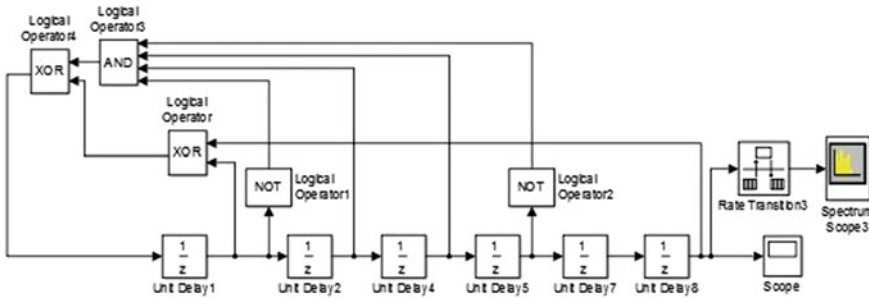 Logical
Operator4
XOR
Logical
Operator3
AND
Logical
Operator
XOR
NOT
Logical
Operator1
NOT
Logical
Operator2
Rate Transition3
Spectrum
Scope3
1
z
Unit Delay1
1
z
Unit Delay2
1
z
Unit Delay4
1
z
Unit Delay5
1
z
Unit Delay7
1
z
Unit Delay8
Scope